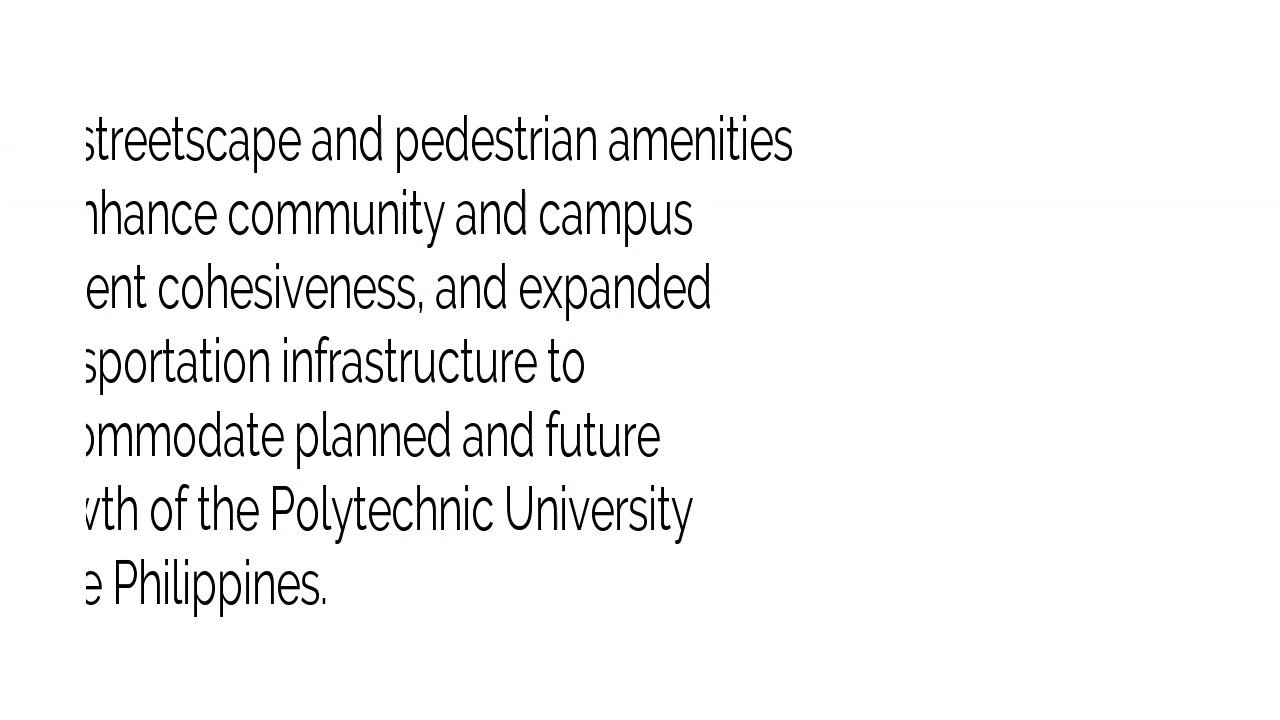 streetscape and pedestrian amenities
nhance community and campus
ent cohesiveness, and expanded
sportation infrastructure to
ommodate planned and future
wth of the Polytechnic University
e Philippines.